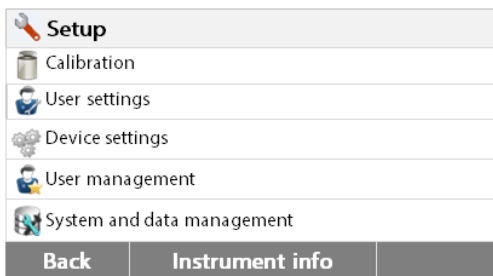 Setup
Calibration
User settings
Device settings
User management
System and data management
Back Instrument info